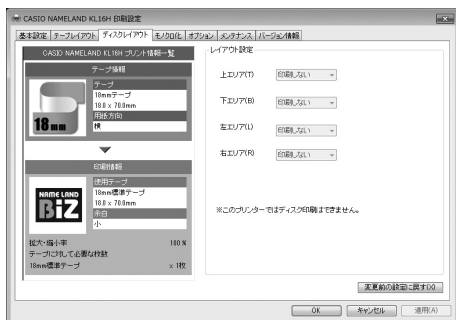 CASIO NAMELAND KL16H 印刷設定
基本設定 テープレイアウト ディスクレイアウト モノクロ化 オプション メンテナンス バージョン情報
CASIO NAMELAND KL16H プリント情報一覧
テープ情報
18mm
テープ
18mmテープ
18.0 x 70.0mm
用紙方向
横
印刷情報
NAME LAND
BiZ
使用テープ
18mm標準テープ
18.0 x 70.0mm
余白
小
拡大・縮小率 100 %
テープに対して必要な枚数
18mm標準テープ × 1枚
レイアウト設定
上エリア(T) 印刷しない
下エリア(B) 印刷しない
左エリア(L) 印刷しない
右エリア(R) 印刷しない
※このプリンターではディスク印刷はできません。
変更前の設定に戻す(X)
OK キャンセル 適用(A)